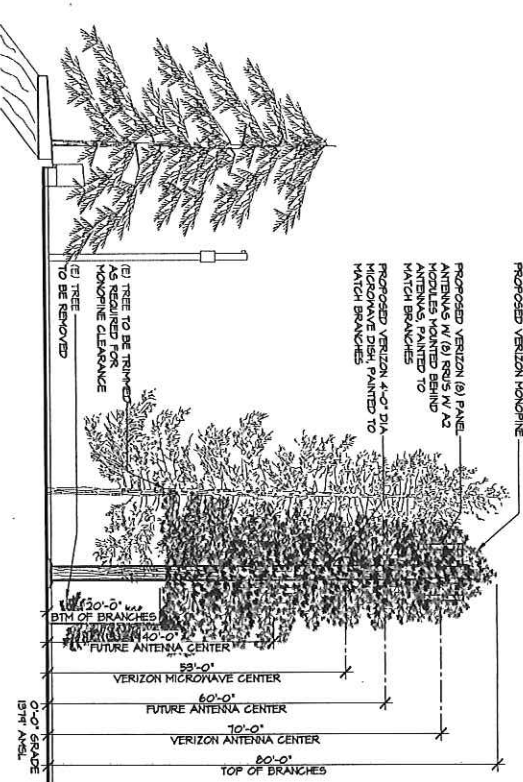 PROPOSED VERIZON MONOPINE
PROPOSED VERIZON (8) PANEL
ANTENNAS W/ (8) RRUS W/ A2
MODULES MOUNTED BEHIND
ANTENNAS, PAINTED TO
MATCH BRANCHES
PROPOSED VERIZON 4'-0" DIA
MICROWAVE DISH, PAINTED TO
MATCH BRANCHES
(E) TREE TO BE TRIMMED
AS REQUIRED FOR
MONOPINE CLEARANCE
(E) TREE
TO BE REMOVED
20'-0"
BTM OF BRANCHES
40'-0"
FUTURE ANTENNA CENTER
53'-0"
VERIZON MICROWAVE CENTER
60'-0"
FUTURE ANTENNA CENTER
70'-0"
VERIZON ANTENNA CENTER
80'-0"
TOP OF BRANCHES
0'-0" GRADE
AMSL